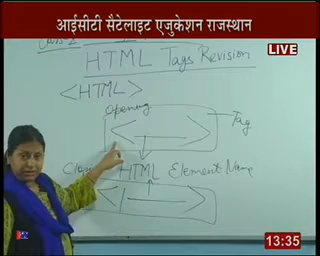 आईसीटी सैटेलाइट एजुकेशन राजस्थान
LIVE
HTML Tags Revision
<HTML>
Opening
< > Tag
HTML Element Name
< >
13:35